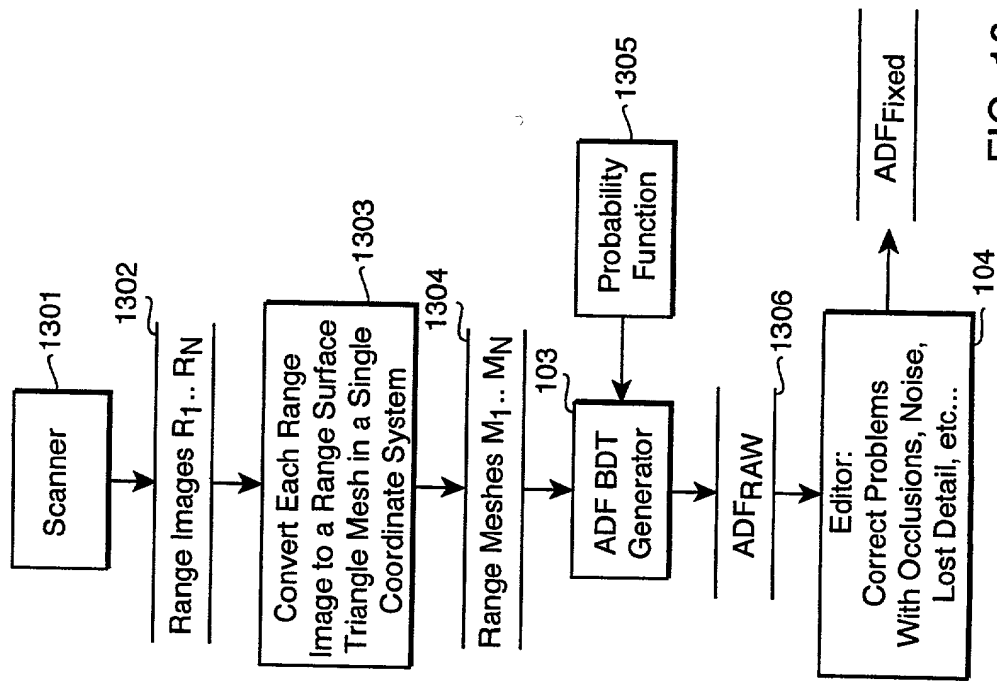 Scanner
1301
Range Images R1.. RN
1302
Convert Each Range
Image to a Range Surface
Triangle Mesh in a Single
Coordinate System
1303
Range Meshes M1.. MN
1304
ADF BDT
Generator
103
Probability
Function
1305
ADFRAW
1306
Editor:
Correct Problems
With Occlusions, Noise,
Lost Detail, etc...
104
ADFFixed